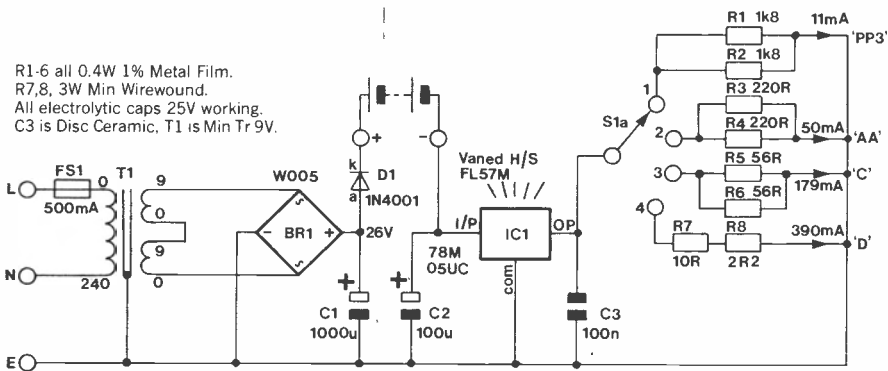 R1-6 all 0.4W 1% Metal Film.
R7,8, 3W Min Wirewound.
All electrolytic caps 25V working.
C3 is Disc Ceramic, T1 is Min Tr 9V.
R1 1k8
11mA
'PP3'
R2 1k8
1
R3 220R
S1a
2
R4 220R
50mA
'AA'
3
R5 56R
179mA
'C'
R6 56R
4
R7
R8
390mA
'D'
10R
2R2
+
-
k
D1
a
1N4001
Vaned H/S
FL57M
L
FS1
500mA
0
T1
9
0
9
0
240
N
W005
~
-
BR1
+
~
26V
I/P
IC1
OP
78M
05UC
com
+
C1
1000u
+
C2
100u
C3
100n
E